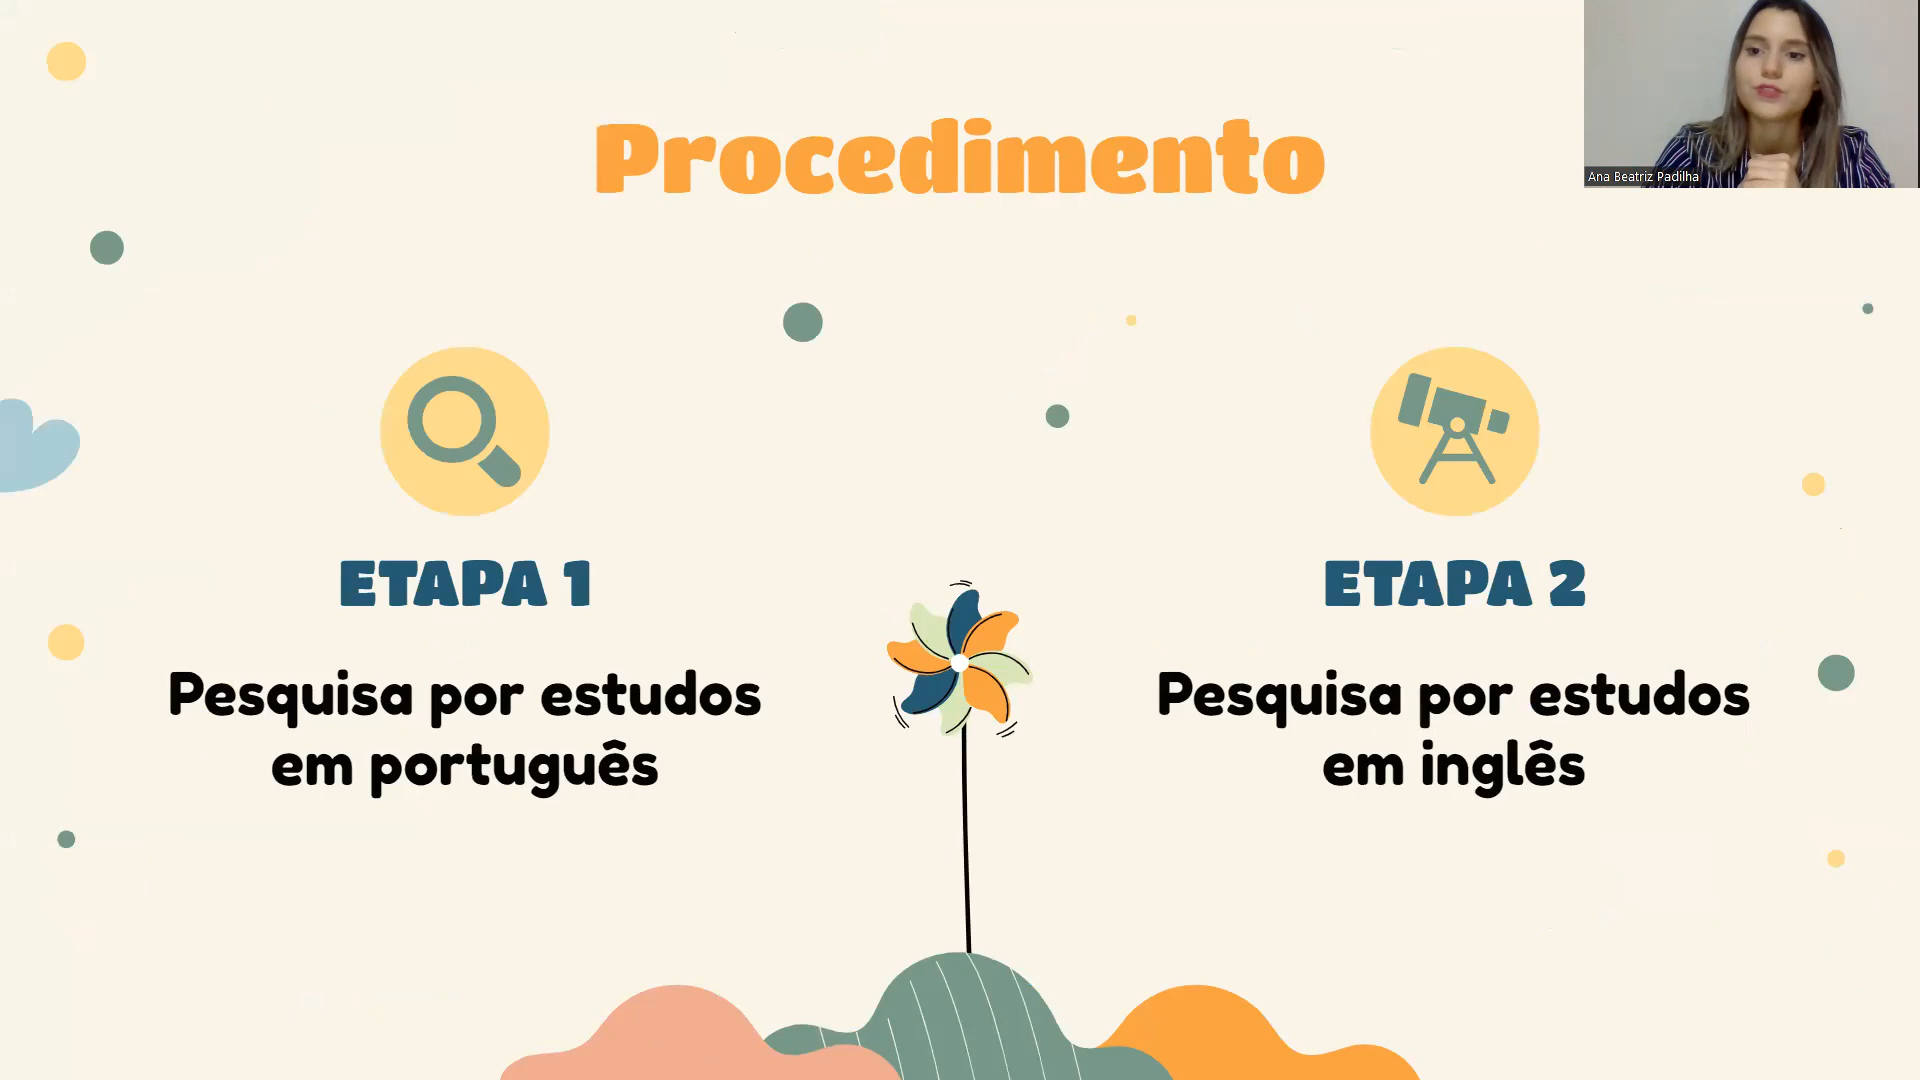 Procedimento
Ana Beatriz Padilha
ETAPA 1
Pesquisa por estudos
em português
ETAPA 2
Pesquisa por estudos
em inglês